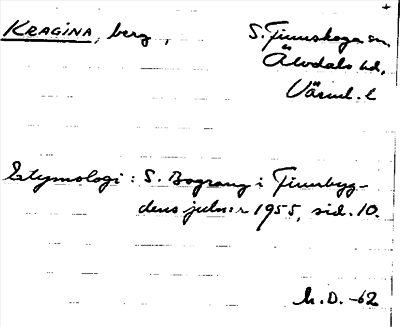 KRAGINA, berg, S. Finnskoga sn,
Älvdals hd,
Värml. l
Etymologi: S. Bograng i Finnbyg-
dens julnr 1955, sid. 10.
M.D. -62